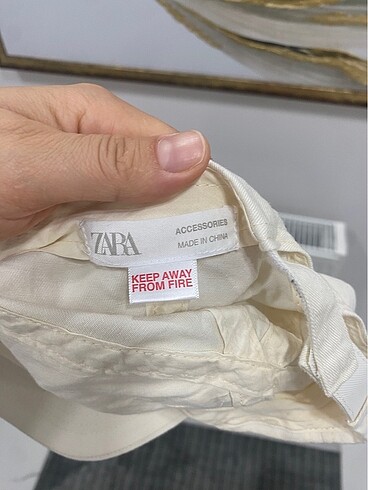 ZARA
ACCESSORIES
MADE IN CHINA
KEEP AWAY
FROM FIRE